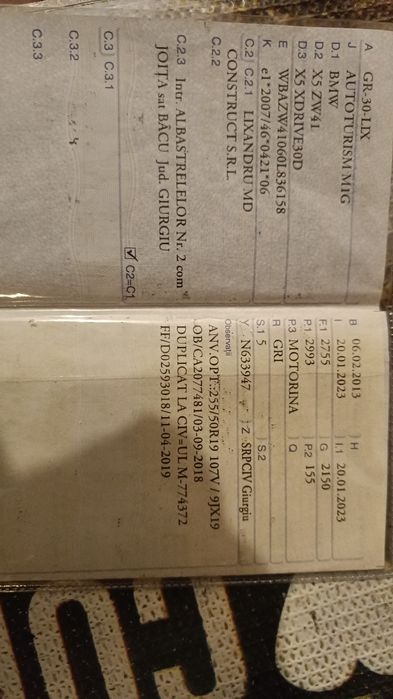 A GR-30-LIX
J AUTOTURISM M1G
D.1 BMW
D.2 X5 ZW41
D.3 X5 XDRIVE30D
E WBAZW41060L836158
K e1*2007/46*0421*06
C.2 C.2.1 LIXANDRU MD
CONSTRUCT S.R.L.
C.2.2
C.2.3 Intr. ALBASTRELELOR Nr. 2 com
JOIȚA sat BÂCU Jud. GIURGIU
☑ C2=C1
C.3 C.3.1
C.3.2
C.3.3
B 06.02.2013 H
I 20.01.2023 I.1 20.01.2023
F.1 2755 G 2150
P.1 2993 P.2 155
P.3 MOTORINA Q
R GRI
S.1 5 S.2
Y N633947 Z SRPCIV Giurgiu
Observații
ANV.OPT.:255/50R19 107V / 9JX19
OB/CA2077481/03-09-2018
DUPLICAT LA CIV=UL M-774372
FF/D02593018/11-04-2019